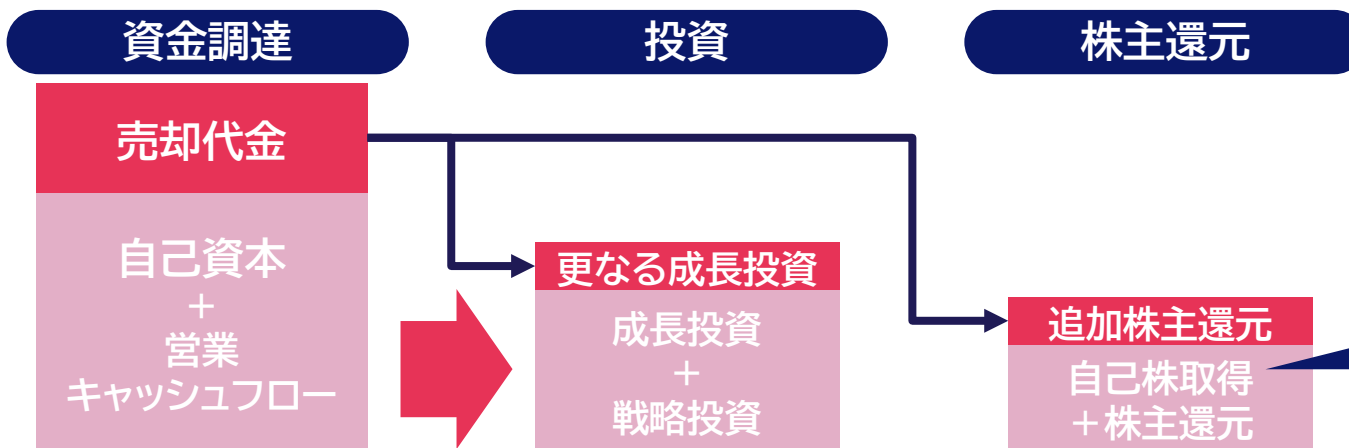 資金調達
投資
株主還元
売却代金
自己資本
+
営業
キャッシュフロー
更なる成長投資
成長投資
+
戦略投資
追加株主還元
自己株取得
+株主還元